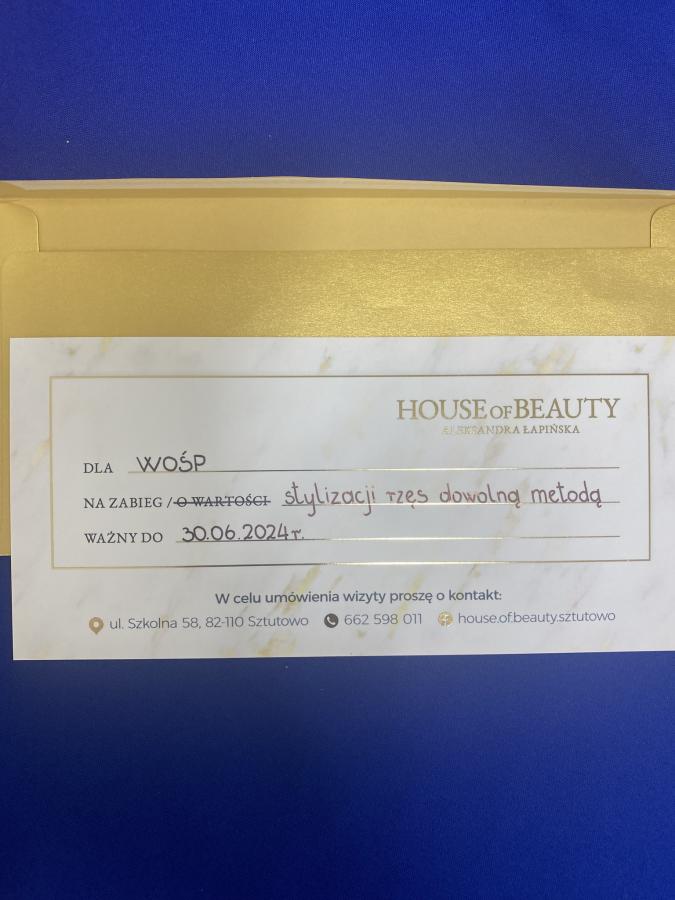 HOUSE OF BEAUTY
ALEKSANDRA ŁAPIŃSKA
DLA WOŚP
NA ZABIEG / O WARTOŚCI stylizacji rzęs dowolną metodą
WAŻNY DO 30.06.2024r.
W celu umówienia wizyty proszę o kontakt:
ul. Szkolna 58, 82-110 Sztutowo 662 598 011 house.of.beauty.sztutowo